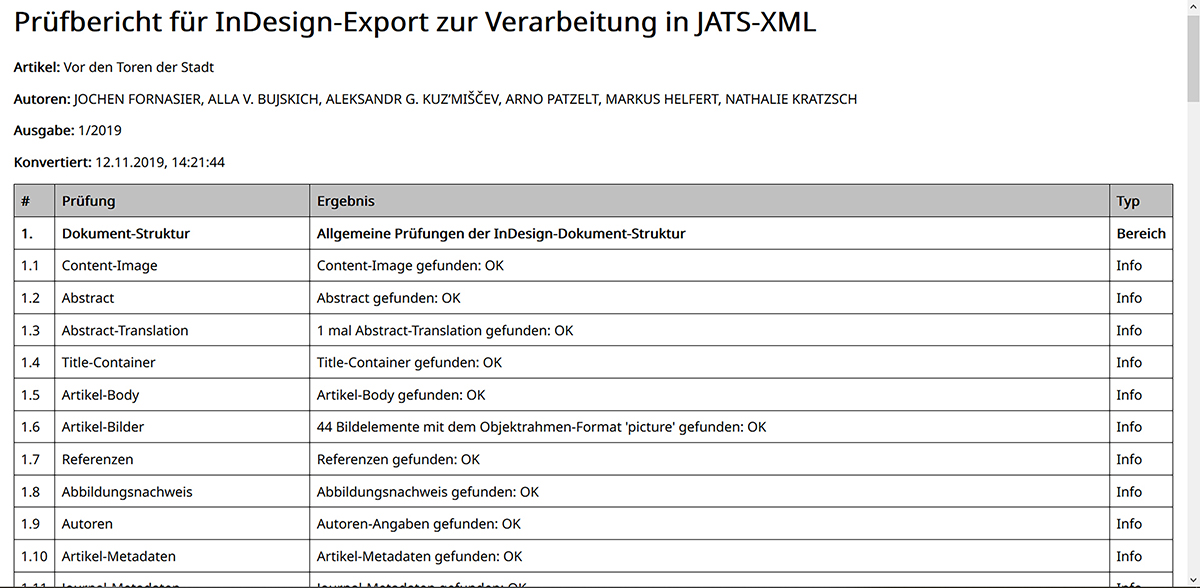 Prüfbericht für InDesign-Export zur Verarbeitung in JATS-XML
Artikel: Vor den Toren der Stadt
Autoren: JOCHEN FORNASIER, ALLA V. BUJSKICH, ALEKSANDR G. KUZ’MIŠČEV, ARNO PATZELT, MARKUS HELFERT, NATHALIE KRATZSCH
Ausgabe: 1/2019
Konvertiert: 12.11.2019, 14:21:44
# Prüfung Ergebnis Typ
1. Dokument-Struktur Allgemeine Prüfungen der InDesign-Dokument-Struktur Bereich
1.1 Content-Image Content-Image gefunden: OK Info
1.2 Abstract Abstract gefunden: OK Info
1.3 Abstract-Translation 1 mal Abstract-Translation gefunden: OK Info
1.4 Title-Container Title-Container gefunden: OK Info
1.5 Artikel-Body Artikel-Body gefunden: OK Info
1.6 Artikel-Bilder 44 Bildelemente mit dem Objektrahmen-Format 'picture' gefunden: OK Info
1.7 Referenzen Referenzen gefunden: OK Info
1.8 Abbildungsnachweis Abbildungsnachweis gefunden: OK Info
1.9 Autoren Autoren-Angaben gefunden: OK Info
1.10 Artikel-Metadaten Artikel-Metadaten gefunden: OK Info
1.11 Journal-Metadaten Journal-Metadaten gefunden: OK Info